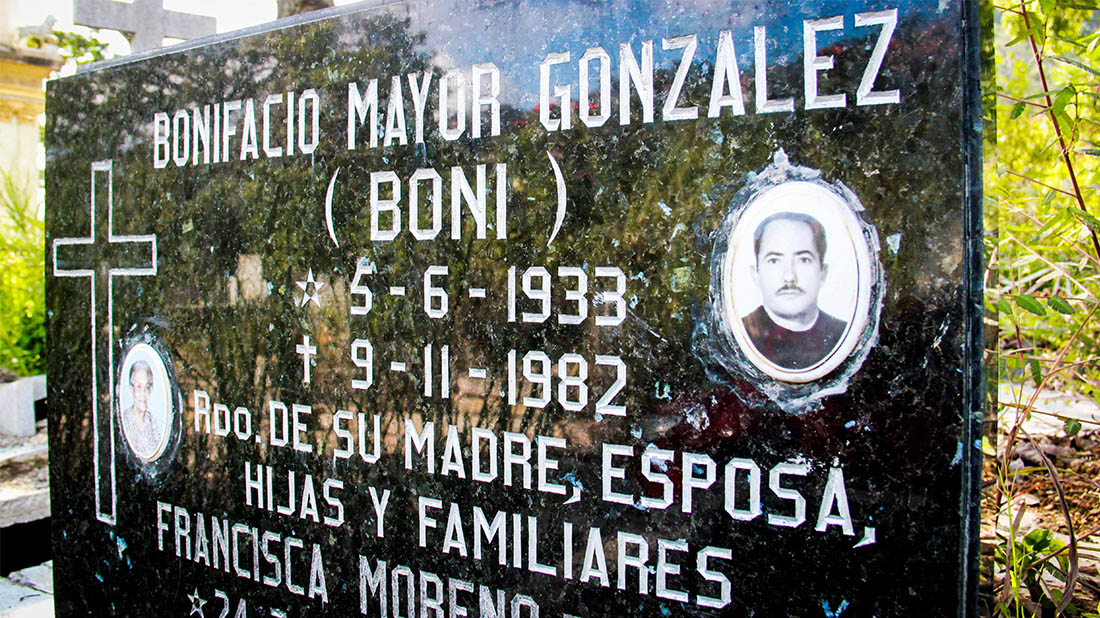 BONIFACIO MAYOR GONZALEZ
( BONI )
5 - 6 - 1933
9 - 11 - 1982
Rdo. DE SU MADRE, ESPOSA,
HIJAS Y FAMILIARES
FRANCISCA MORENO
24 -